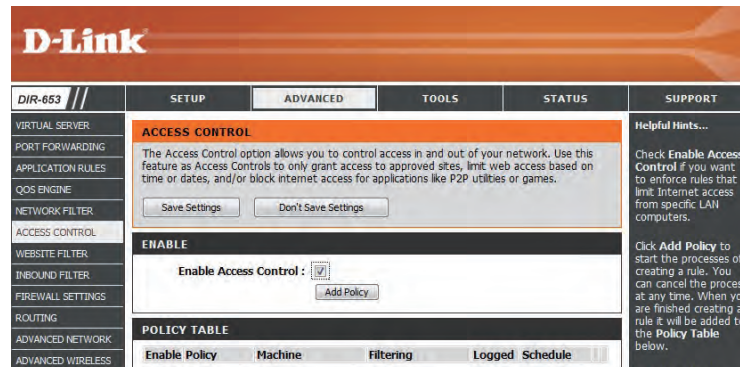 D-Link
DIR-653 //
SETUP
ADVANCED
TOOLS
STATUS
SUPPORT
VIRTUAL SERVER
PORT FORWARDING
APPLICATION RULES
QOS ENGINE
NETWORK FILTER
ACCESS CONTROL
WEBSITE FILTER
INBOUND FILTER
FIREWALL SETTINGS
ROUTING
ADVANCED NETWORK
ADVANCED WIRELESS
ACCESS CONTROL
The Access Control option allows you to control access in and out of your network. Use this
feature as Access Controls to only grant access to approved sites, limit web access based on
time or dates, and/or block internet access for applications like P2P utilities or games.
Save Settings
Don't Save Settings
ENABLE
Enable Access Control :
Add Policy
POLICY TABLE
Enable Policy Machine Filtering Logged Schedule
Helpful Hints...
Check Enable Access
Control if you want
to enforce rules that
limit Internet access
from specific LAN
computers.
Click Add Policy to
start the processes of
creating a rule. You
can cancel the proces
at any time. When yo
are finished creating a
rule it will be added to
the Policy Table
below.